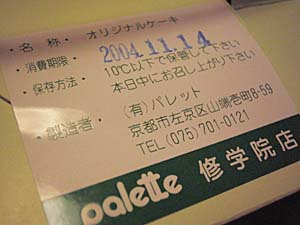 ・名 称・ オリジナルケーキ
・消費期限・ 2004.11.14
・保存方法・ 10℃以下で保管して下さい
本日中にお召し上がり下さい
・製造者・ (有)パレット
京都市左京区山端壱町8-59
TEL(075)701-0121
palette 修学院店